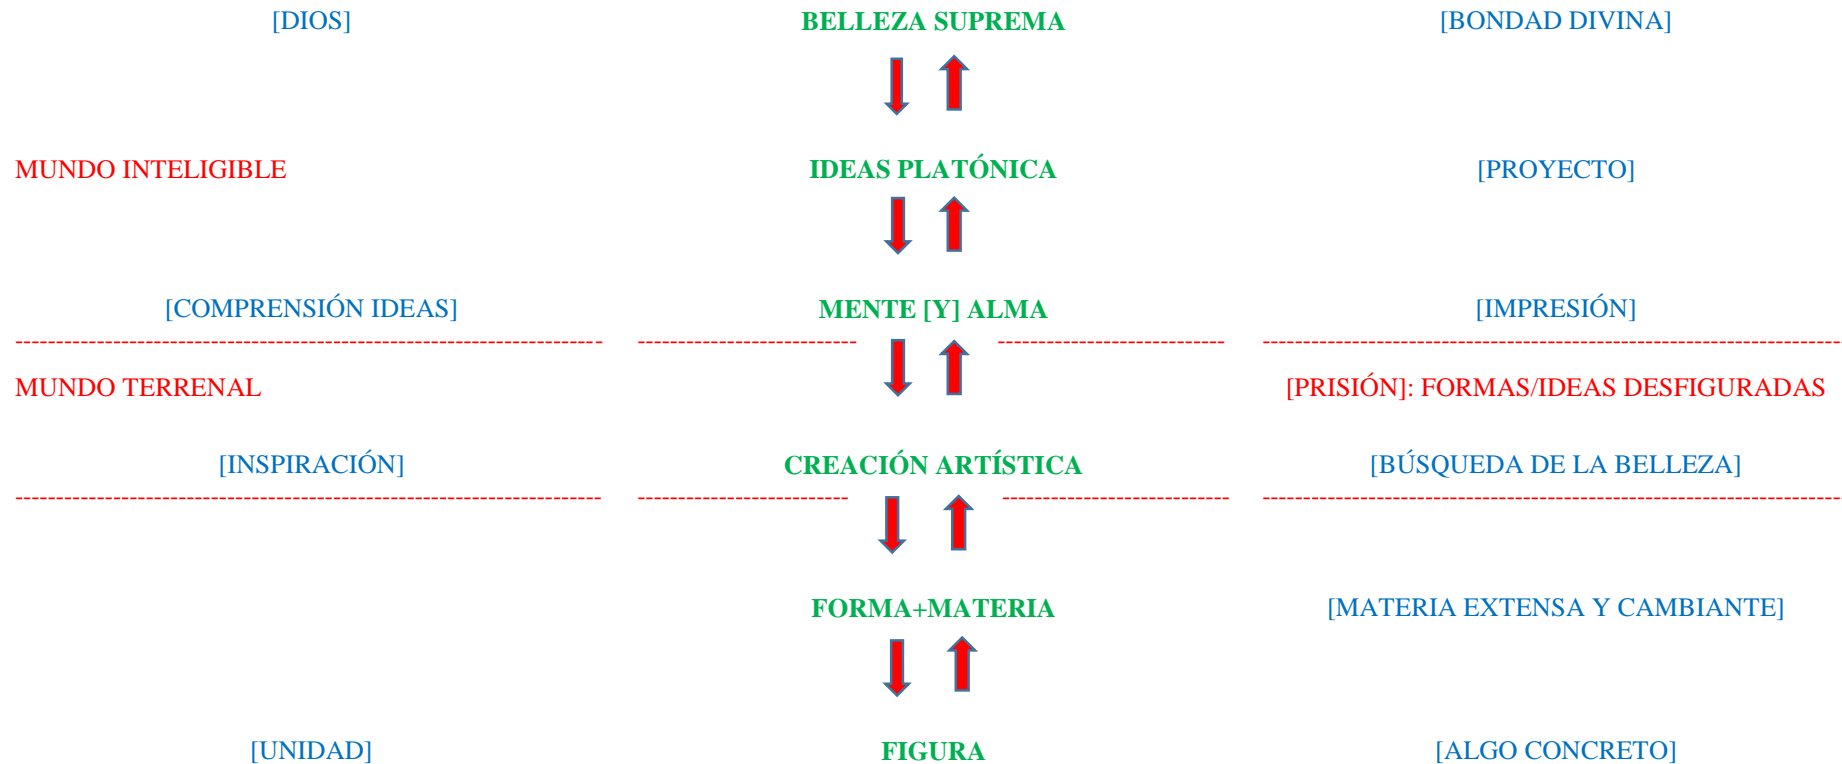 [DIOS] BELLEZA SUPREMA [BONDAD DIVINA]
MUNDO INTELIGIBLE IDEAS PLATÓNICA [PROYECTO]
[COMPRENSIÓN IDEAS] MENTE [Y] ALMA [IMPRESIÓN]
MUNDO TERRENAL [PRISIÓN]: FORMAS/IDEAS DESFIGURADAS
[INSPIRACIÓN] CREACIÓN ARTÍSTICA [BÚSQUEDA DE LA BELLEZA]
FORMA+MATERIA [MATERIA EXTENSA Y CAMBIANTE]
[UNIDAD] FIGURA [ALGO CONCRETO]